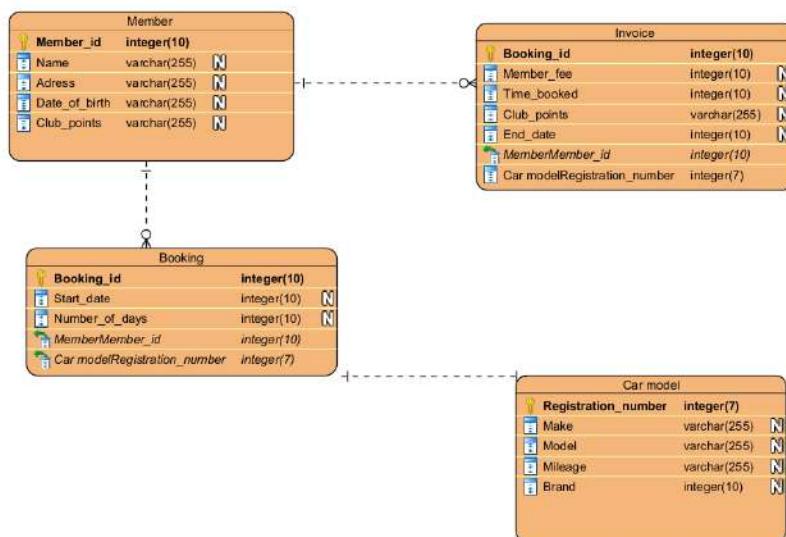 Member
Member_id integer(10)
Name varchar(255) N
Adress varchar(255) N
Date_of_birth varchar(255) N
Club_points varchar(255) N
Invoice
Booking_id integer(10)
Member_fee integer(10) N
Time_booked integer(10) N
Club_points varchar(255) N
End_date integer(10) N
MemberMember_id integer(10)
Car modelRegistration_number integer(7)
Booking
Booking_id integer(10)
Start_date integer(10) N
Number_of_days integer(10) N
MemberMember_id integer(10)
Car modelRegistration_number integer(7)
Car model
Registration_number integer(7)
Make varchar(255) N
Model varchar(255) N
Mileage varchar(255) N
Brand integer(10) N